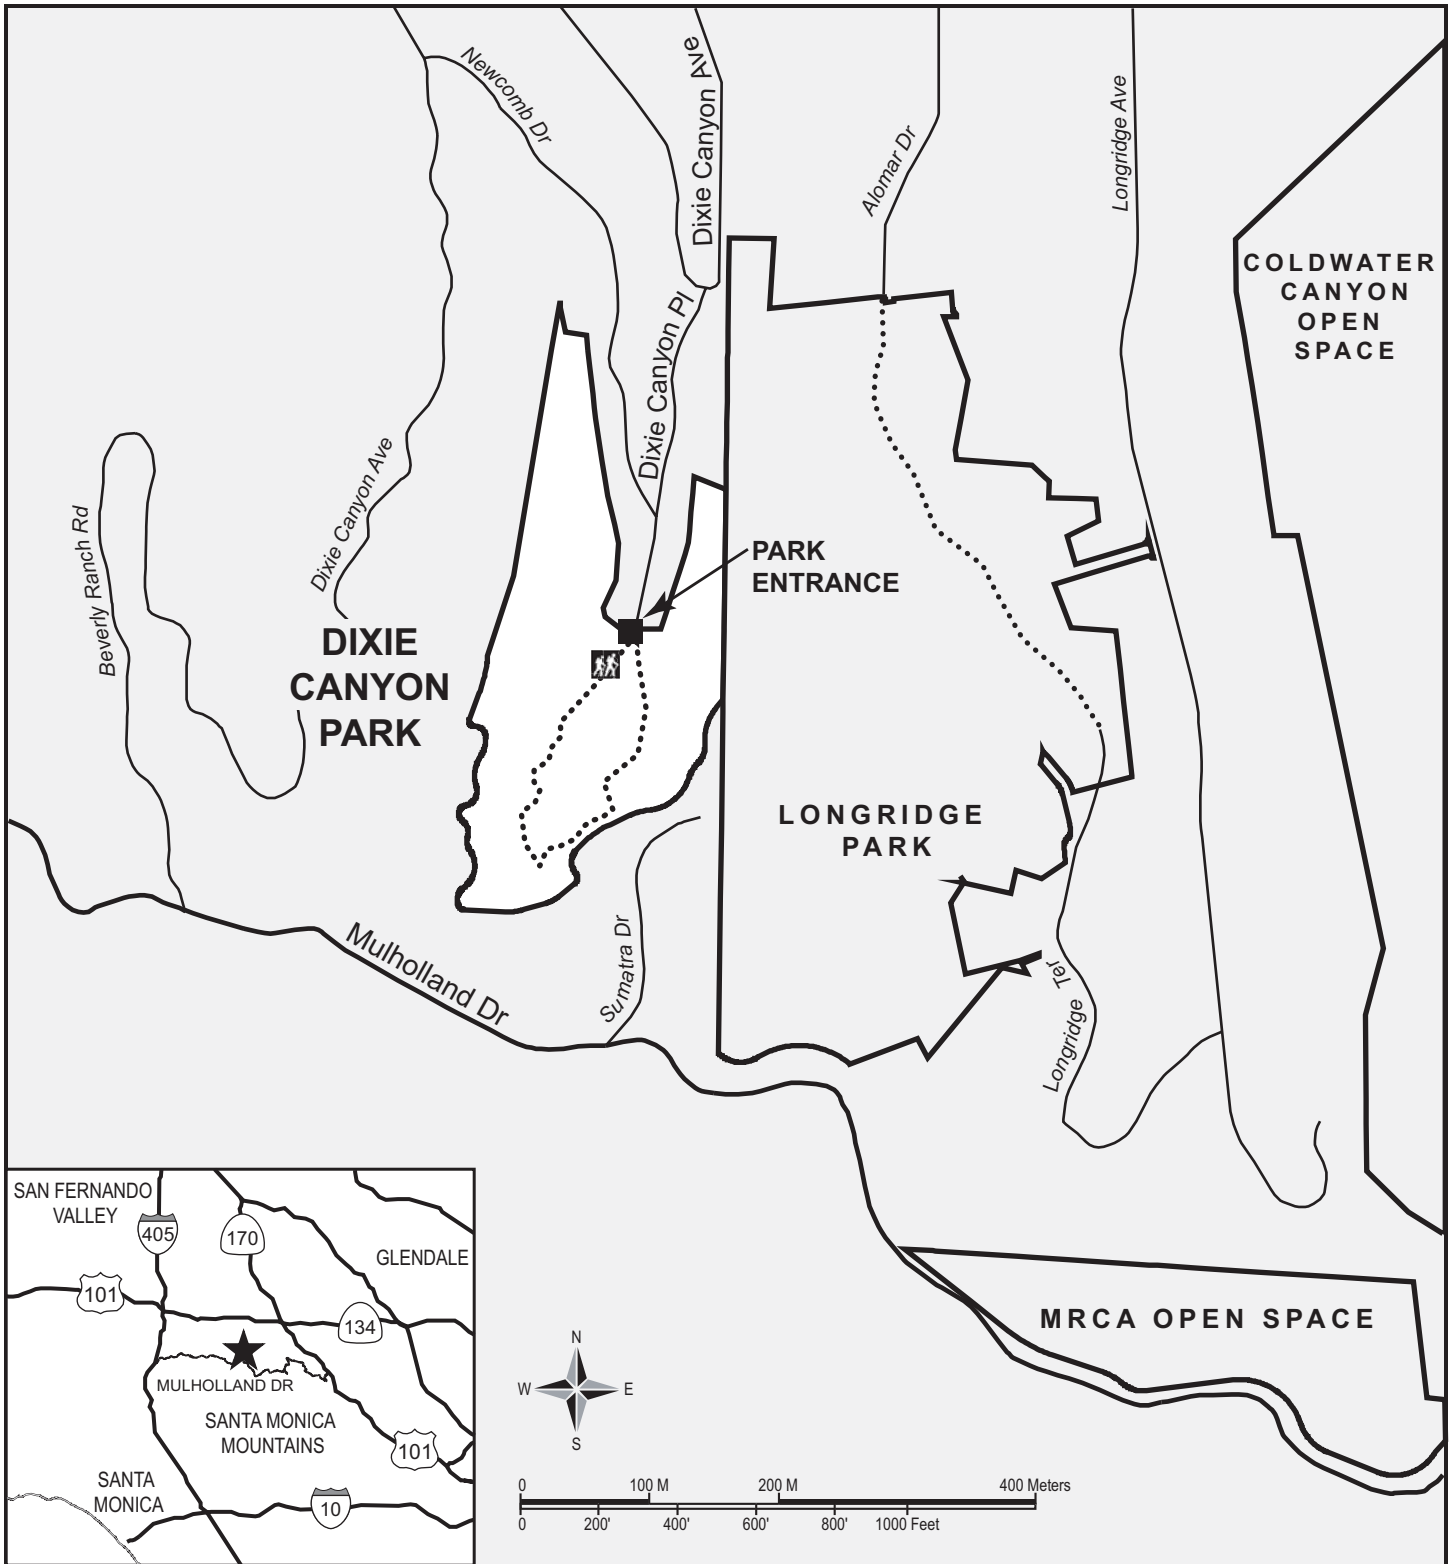 Newcomb Dr
Dixie Canyon Ave
Alomar Dr
Longridge Ave
COLDWATER
CANYON
OPEN
SPACE
Dixie Canyon Pl
Dixie Canyon Ave
Beverly Ranch Rd
PARK
ENTRANCE
DIXIE
CANYON
PARK
LONGRIDGE
PARK
Mulholland Dr
Sumatra Dr
Longridge Ter
MRCA OPEN SPACE
SAN FERNANDO
VALLEY
405
170
GLENDALE
101
134
MULHOLLAND DR
SANTA MONICA
MOUNTAINS
101
SANTA
MONICA
10
N
W
E
S
0
100 M
200 M
400 Meters
0
200'
400'
600'
800'
1000 Feet